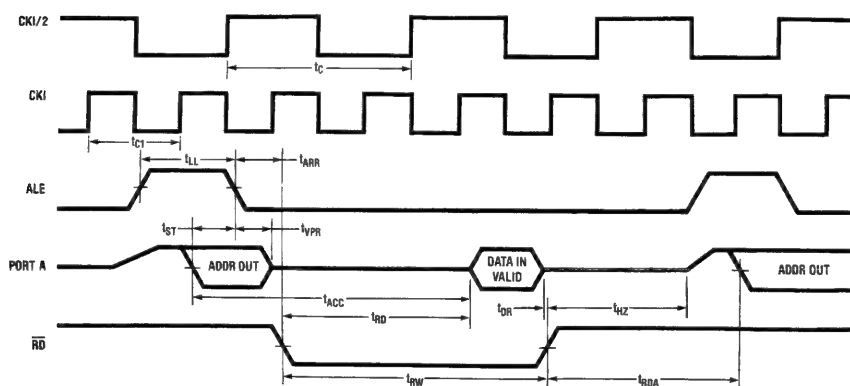 CKI/2
tC
CKI
tC1
tLL
tARR
ALE
tST
tVPR
PORT A
ADDR OUT
DATA IN
VALID
ADDR OUT
tACC
tRD
tDR
tHZ
RD
tRW
tRDA